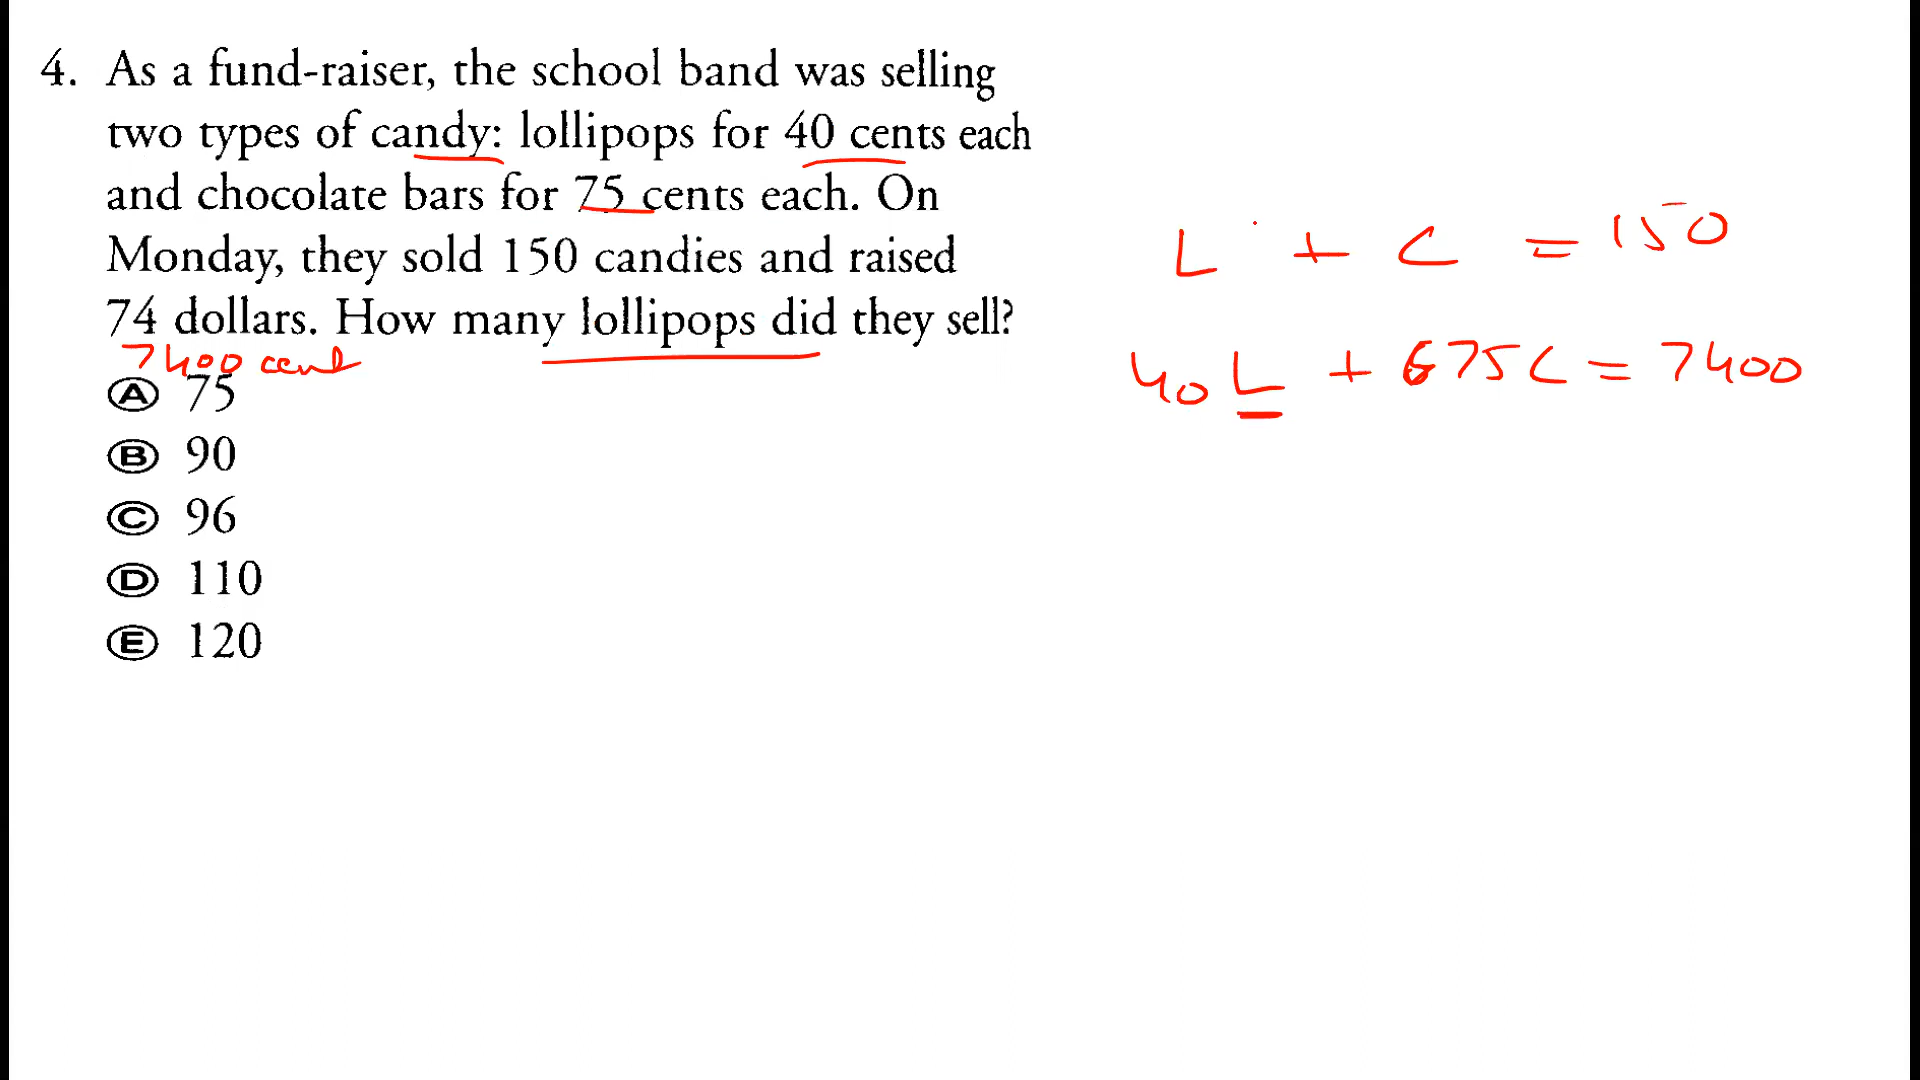 4. As a fund-raiser, the school band was selling
two types of candy: lollipops for 40 cents each
and chocolate bars for 75 cents each. On
Monday, they sold 150 candies and raised
74 dollars. How many lollipops did they sell?
7400 cent
A 75
B 90
C 96
D 110
E 120
L + C = 150
40 L + 675C = 7400